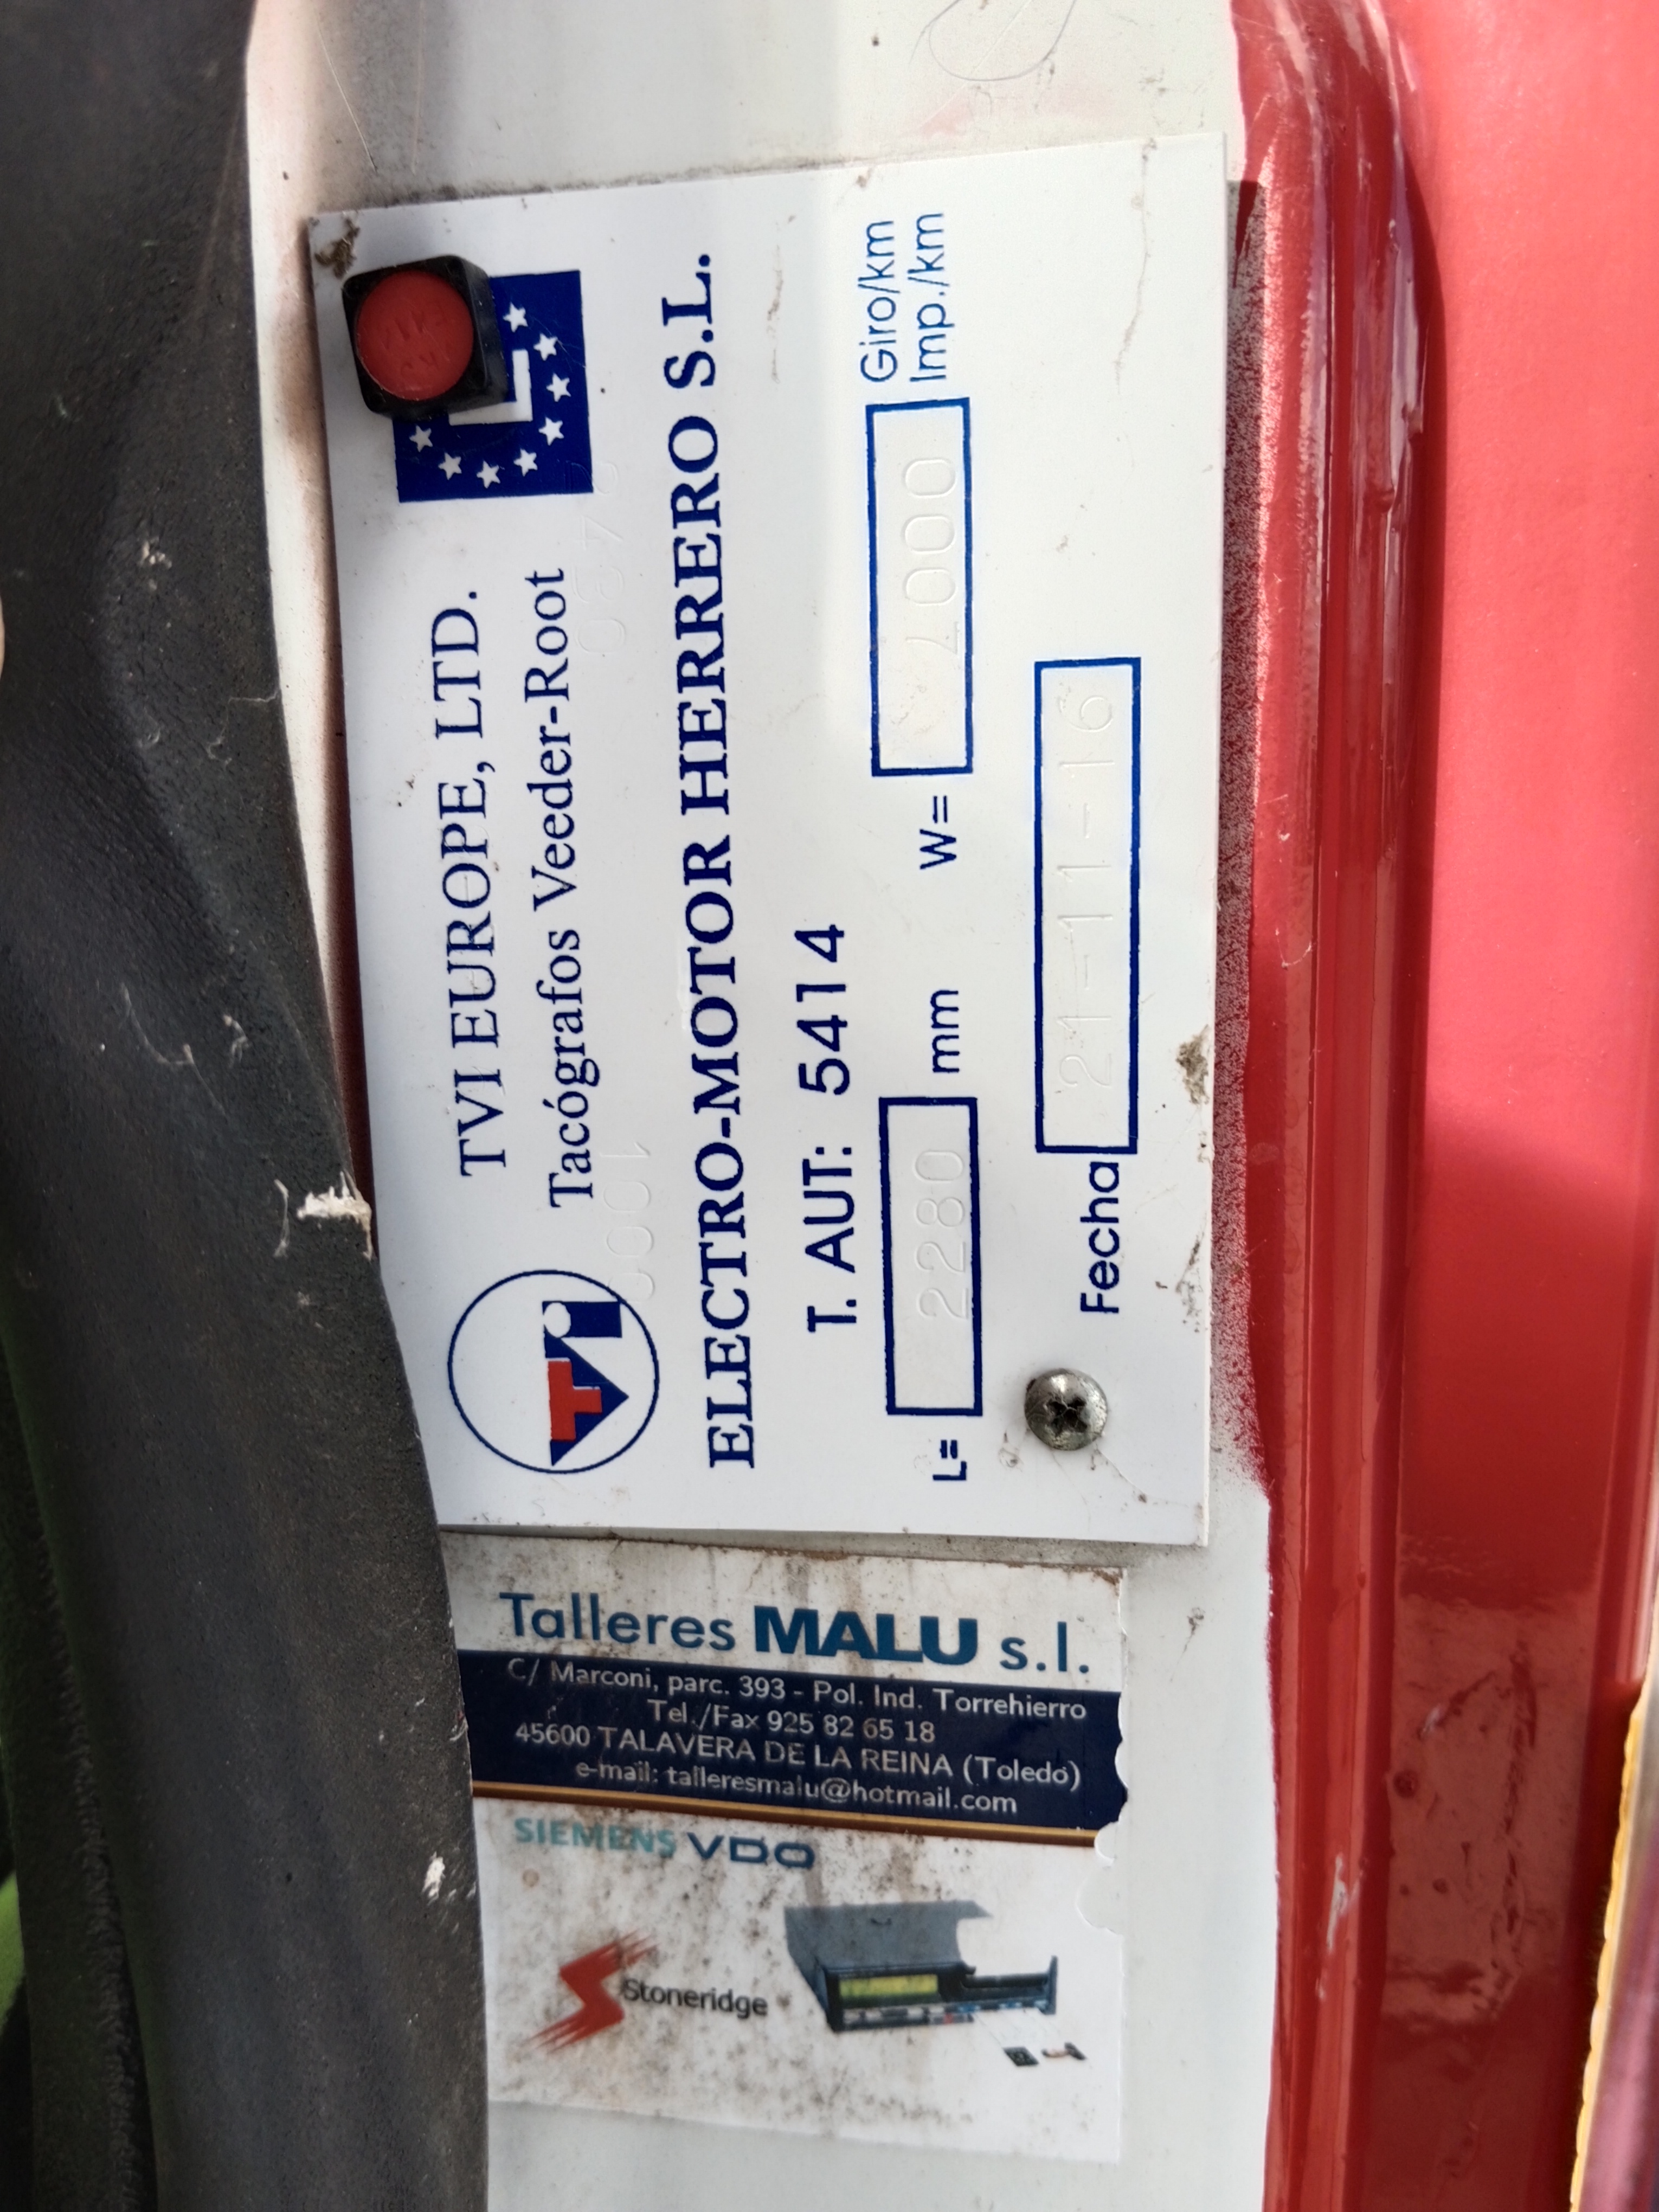 TVI EUROPE, LTD.
Tacógrafos Veeder-Root
ELECTRO-MOTOR HERRERO S.L.
T. AUT: 5414
L= 2280 mm W= 7000 Giro/km
Imp./km
Fecha 21-11-16
Talleres MALU s.l.
C/ Marconi, parc. 393 - Pol. Ind. Torrehierro
Tel./Fax 925 82 65 18
45600 TALAVERA DE LA REINA (Toledo)
e-mail: talleresmalu@hotmail.com
SIEMENS VDO
Stoneridge